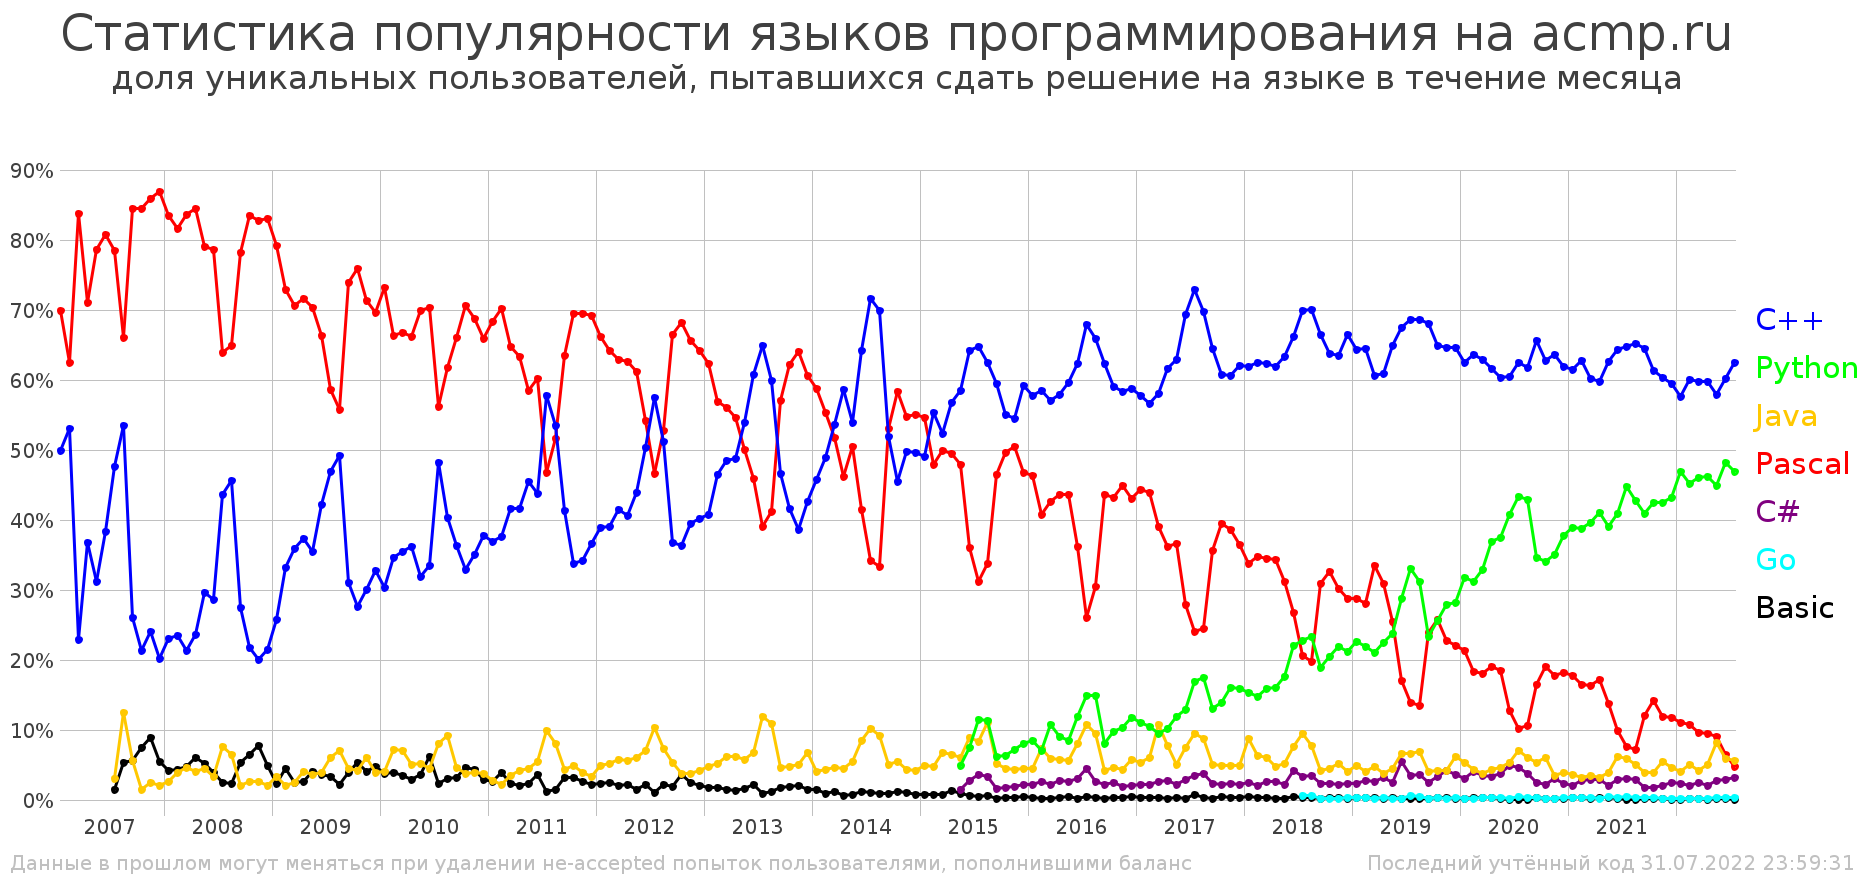 Статистика популярности языков программирования на acmp.ru
доля уникальных пользователей, пытавшихся сдать решение на языке в течение месяца
90%
80%
70%
60%
50%
40%
30%
20%
10%
0%
C++
Python
Java
Pascal
C#
Go
Basic
2007 2008 2009 2010 2011 2012 2013 2014 2015 2016 2017 2018 2019 2020 2021
Данные в прошлом могут меняться при удалении не-accepted попыток пользователями, пополнившими баланс
Последний учтённый код 31.07.2022 23:59:31